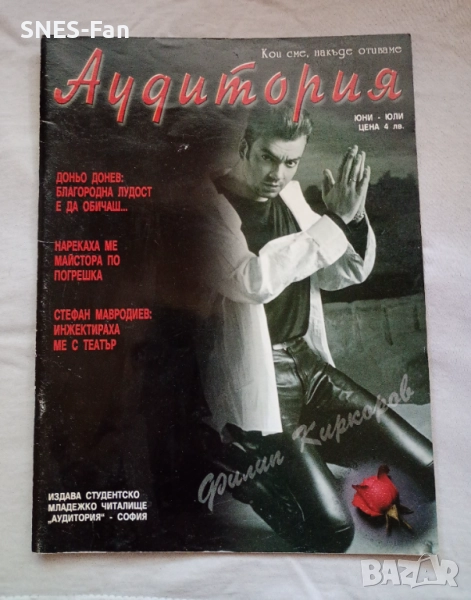 SNES-Fan
Кои сме, накъде отиваме
Аудитория
ЮНИ - ЮЛИ
ЦЕНА 4 лв.
ДОНЬО ДОНЕВ:
БЛАГОРОДНА ЛУДОСТ
Е ДА ОБИЧАШ...
НАРЕКАХА МЕ
МАЙСТОРА ПО
ПОГРЕШКА
СТЕФАН МАВРОДИЕВ:
ИНЖЕКТИРАХА
МЕ С ТЕАТЪР
Филип Киркоров
ИЗДАВА СТУДЕНТСКО
МЛАДЕЖКО ЧИТАЛИЩЕ
„АУДИТОРИЯ" - СОФИЯ
BAZAR